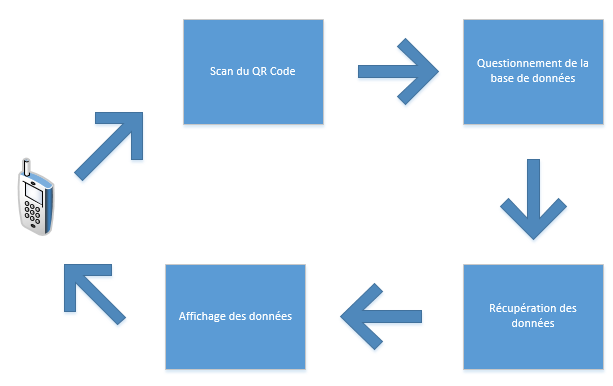 Scan du QR Code
Questionnement de la
base de données
Récupération des
données
Affichage des données